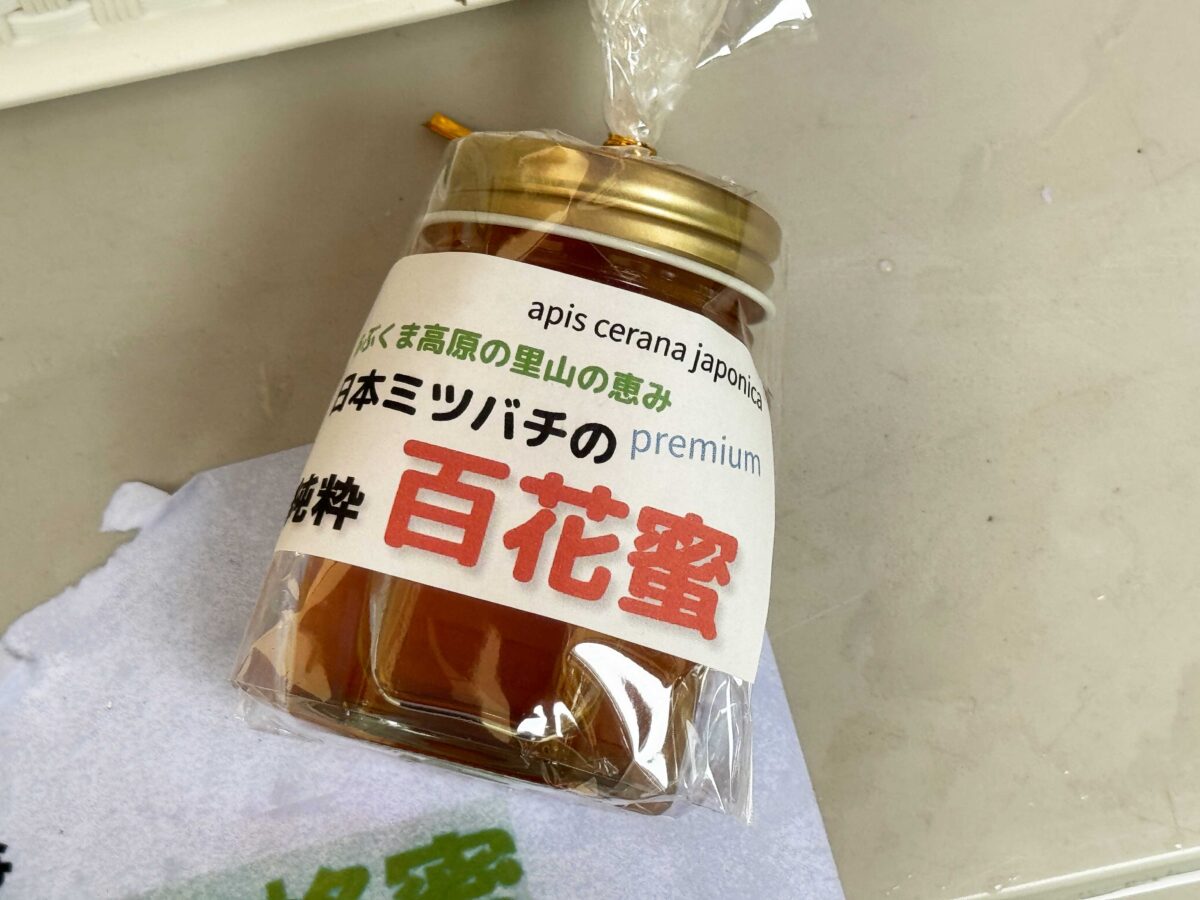 apis cerana japonica
ぶくま高原の里山の恵み
日本ミツバチの premium
純粋 百花蜜
蜜